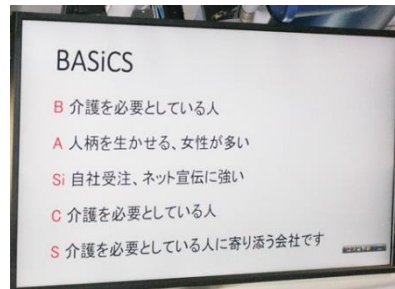 BASiCS
B 介護を必要としている人
A 人柄を生かせる、女性が多い
Si 自社受注、ネット宣伝に強い
C 介護を必要としている人
S 介護を必要としている人に寄り添う会社です